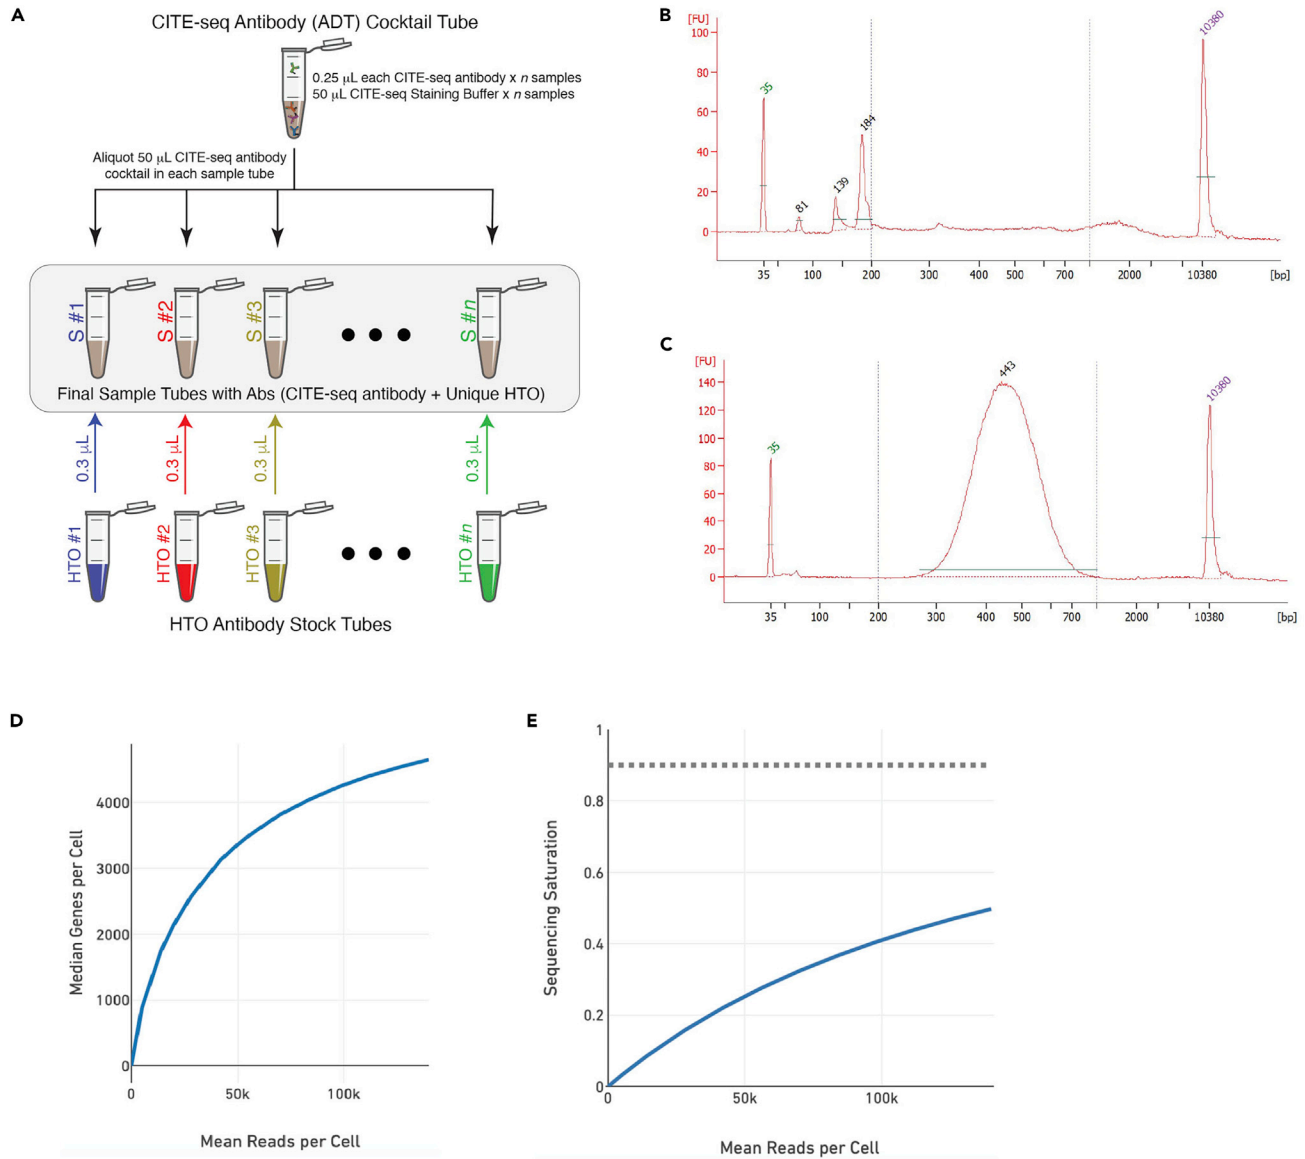 A
CITE-seq Antibody (ADT) Cocktail Tube
0.25 μL each CITE-seq antibody x n samples
50 μL CITE-seq Staining Buffer x n samples
Aliquot 50 μL CITE-seq antibody
cocktail in each sample tube
S #1
S #2
S #3
S #n
Final Sample Tubes with Abs (CITE-seq antibody + Unique HTO)
0.3 μL
0.3 μL
0.3 μL
0.3 μL
HTO #1
HTO #2
HTO #3
HTO #n
HTO Antibody Stock Tubes
B
[FU]
100
80
60
40
20
0
35
81
139
184
10380
35 100 200 300 400 500 700 2000 10380 [bp]
C
[FU]
140
120
100
80
60
40
20
0
35
443
10380
35 100 200 300 400 500 700 2000 10380 [bp]
D
Median Genes per Cell
4000
3000
2000
1000
0
0 50k 100k
Mean Reads per Cell
E
Sequencing Saturation
1
0.8
0.6
0.4
0.2
0
0 50k 100k
Mean Reads per Cell